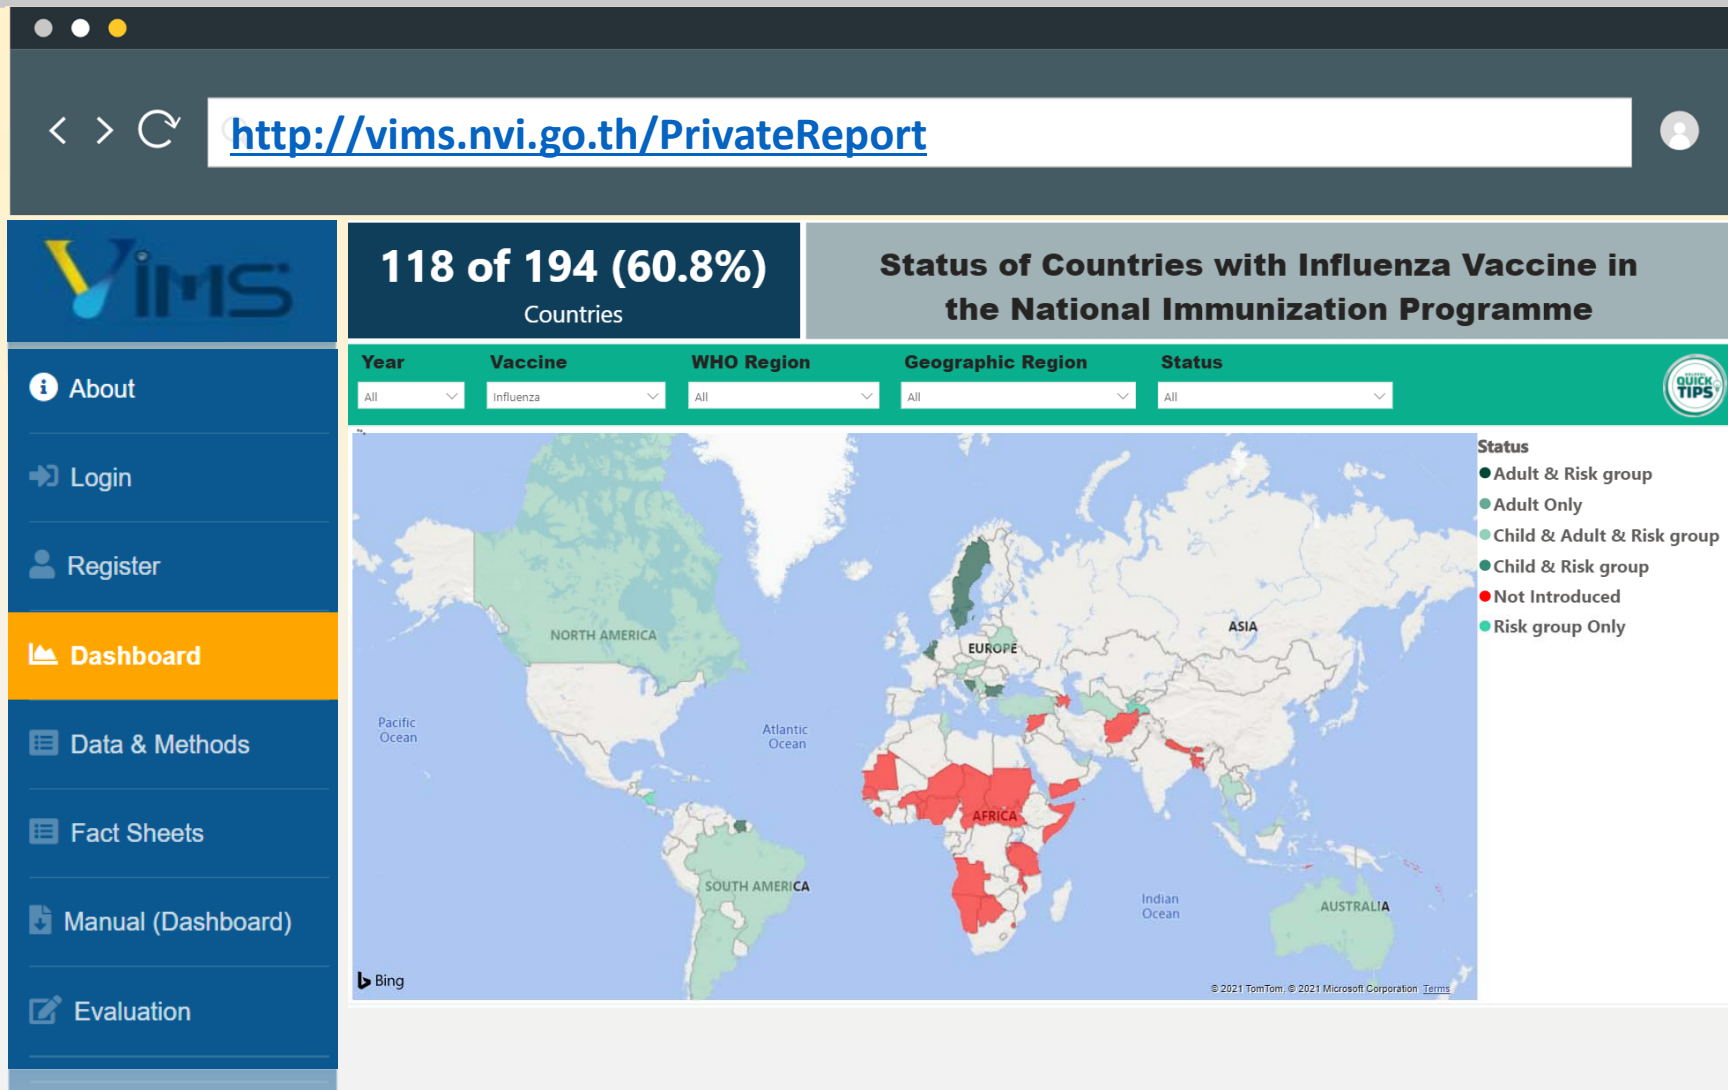 http://vims.nvi.go.th/PrivateReport
ViMS
118 of 194 (60.8%)
Countries
Status of Countries with Influenza Vaccine in
the National Immunization Programme
Year
Vaccine
WHO Region
Geographic Region
Status
All
Influenza
All
All
All
QUICK
TIPS
About
Login
Register
Dashboard
Data & Methods
Fact Sheets
Manual (Dashboard)
Evaluation
NORTH AMERICA
EUROPE
ASIA
Pacific
Ocean
Atlantic
Ocean
AFRICA
SOUTH AMERICA
Indian
Ocean
AUSTRALIA
Bing
© 2021 TomTom, © 2021 Microsoft Corporation Terms
Status
Adult & Risk group
Adult Only
Child & Adult & Risk group
Child & Risk group
Not Introduced
Risk group Only